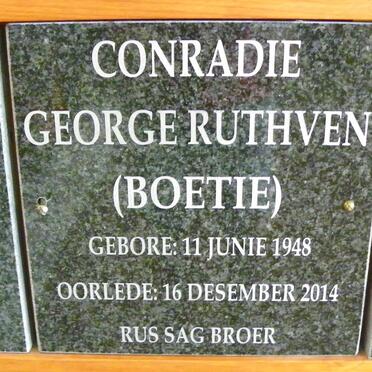 CONRADIE
GEORGE RUTHVEN
(BOETIE)
GEBORE: 11 JUNIE 1948
OORLEDE: 16 DESEMBER 2014
RUS SAG BROER